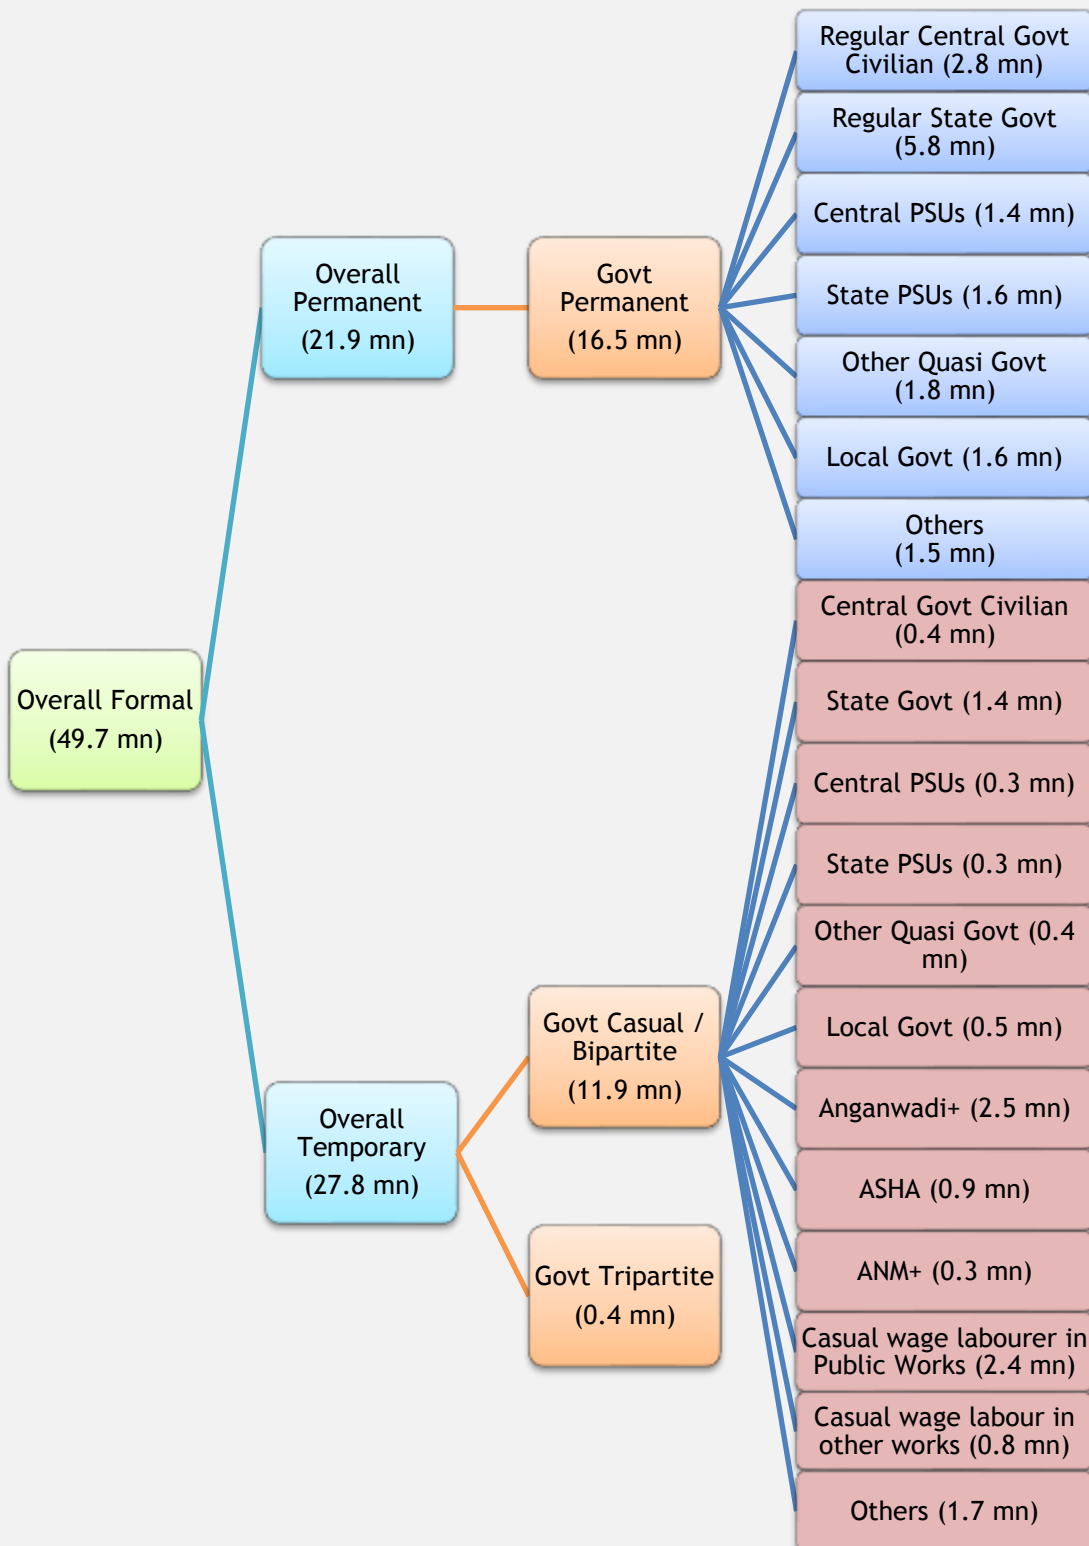 Overall Formal
(49.7 mn)
Overall
Permanent
(21.9 mn)
Govt
Permanent
(16.5 mn)
Regular Central Govt
Civilian (2.8 mn)
Regular State Govt
(5.8 mn)
Central PSUs (1.4 mn)
State PSUs (1.6 mn)
Other Quasi Govt
(1.8 mn)
Local Govt (1.6 mn)
Others
(1.5 mn)
Overall
Temporary
(27.8 mn)
Govt Casual /
Bipartite
(11.9 mn)
Central Govt Civilian
(0.4 mn)
State Govt (1.4 mn)
Central PSUs (0.3 mn)
State PSUs (0.3 mn)
Other Quasi Govt (0.4
mn)
Local Govt (0.5 mn)
Anganwadi+ (2.5 mn)
ASHA (0.9 mn)
ANM+ (0.3 mn)
Casual wage labourer in
Public Works (2.4 mn)
Casual wage labour in
other works (0.8 mn)
Others (1.7 mn)
Govt Tripartite
(0.4 mn)